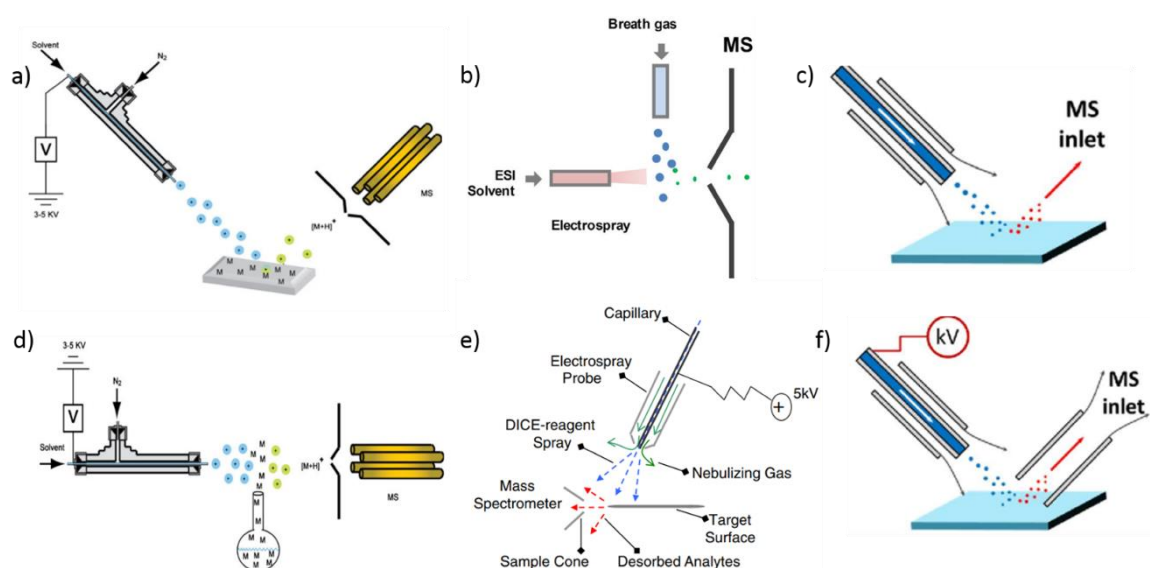 a)
Solvent
N₂
V
3-5 KV
M M M M M M M M
[M+H]⁺
MS
b)
Breath gas
MS
ESI
Solvent
Electrospray
c)
MS
inlet
d)
3-5 KV
N₂
V
Solvent
M
M
M
M
M
[M+H]⁺
MS
M
M
M M M
M M
e)
Capillary
Electrospray
Probe
5kV
+
DICE-reagent
Spray
Nebulizing Gas
Mass
Spectrometer
Target
Surface
Sample Cone
Desorbed Analytes
f)
kV
MS
inlet